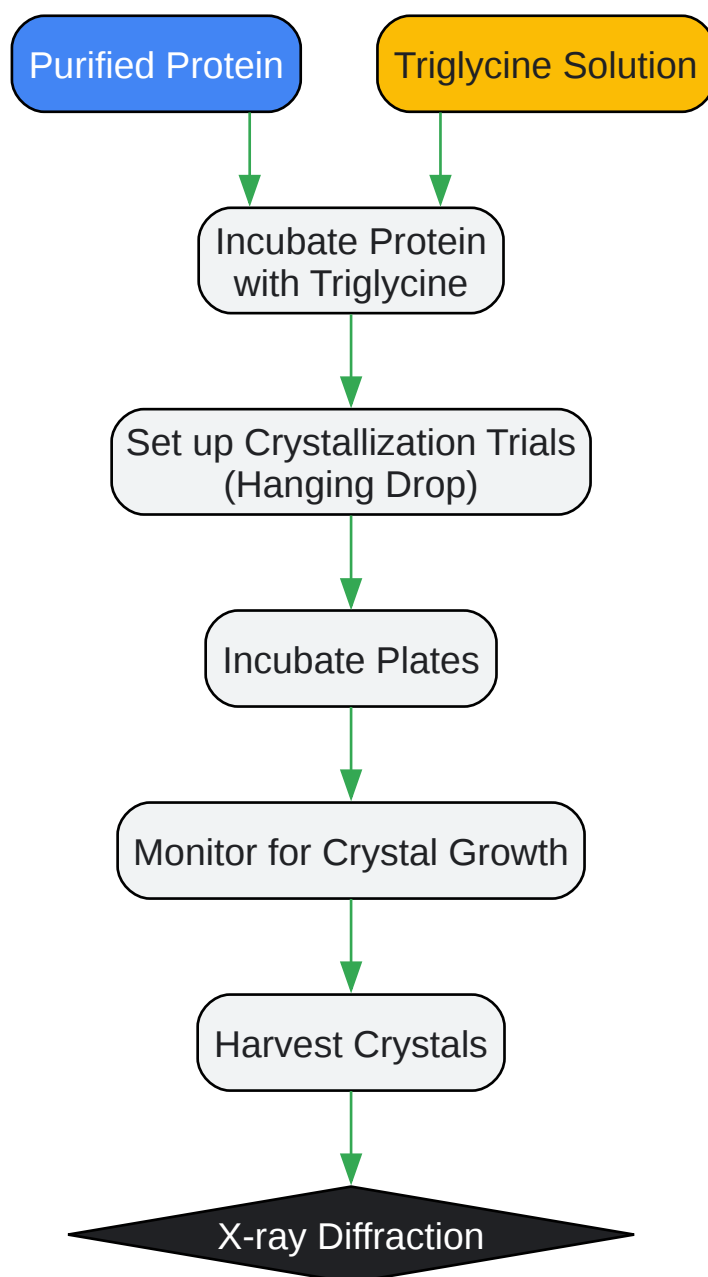 Purified Protein
Triglycine Solution
Incubate Protein
with Triglycine
Set up Crystallization Trials
(Hanging Drop)
Incubate Plates
Monitor for Crystal Growth
Harvest Crystals
X-ray Diffraction